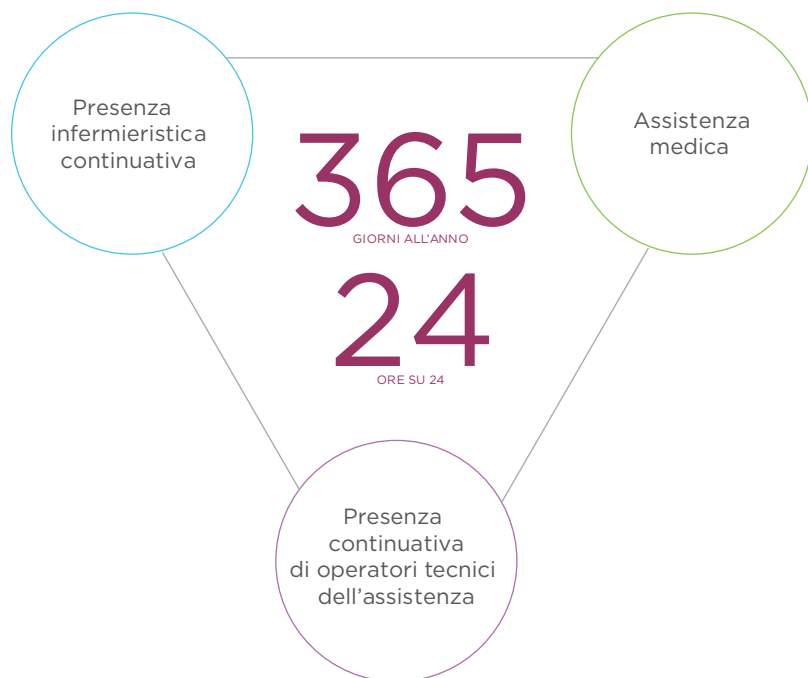 Presenza
infermieristica
continuativa
365
GIORNI ALL'ANNO
24
ORE SU 24
Assistenza
medica
Presenza
continuativa
di operatori tecnici
dell'assistenza